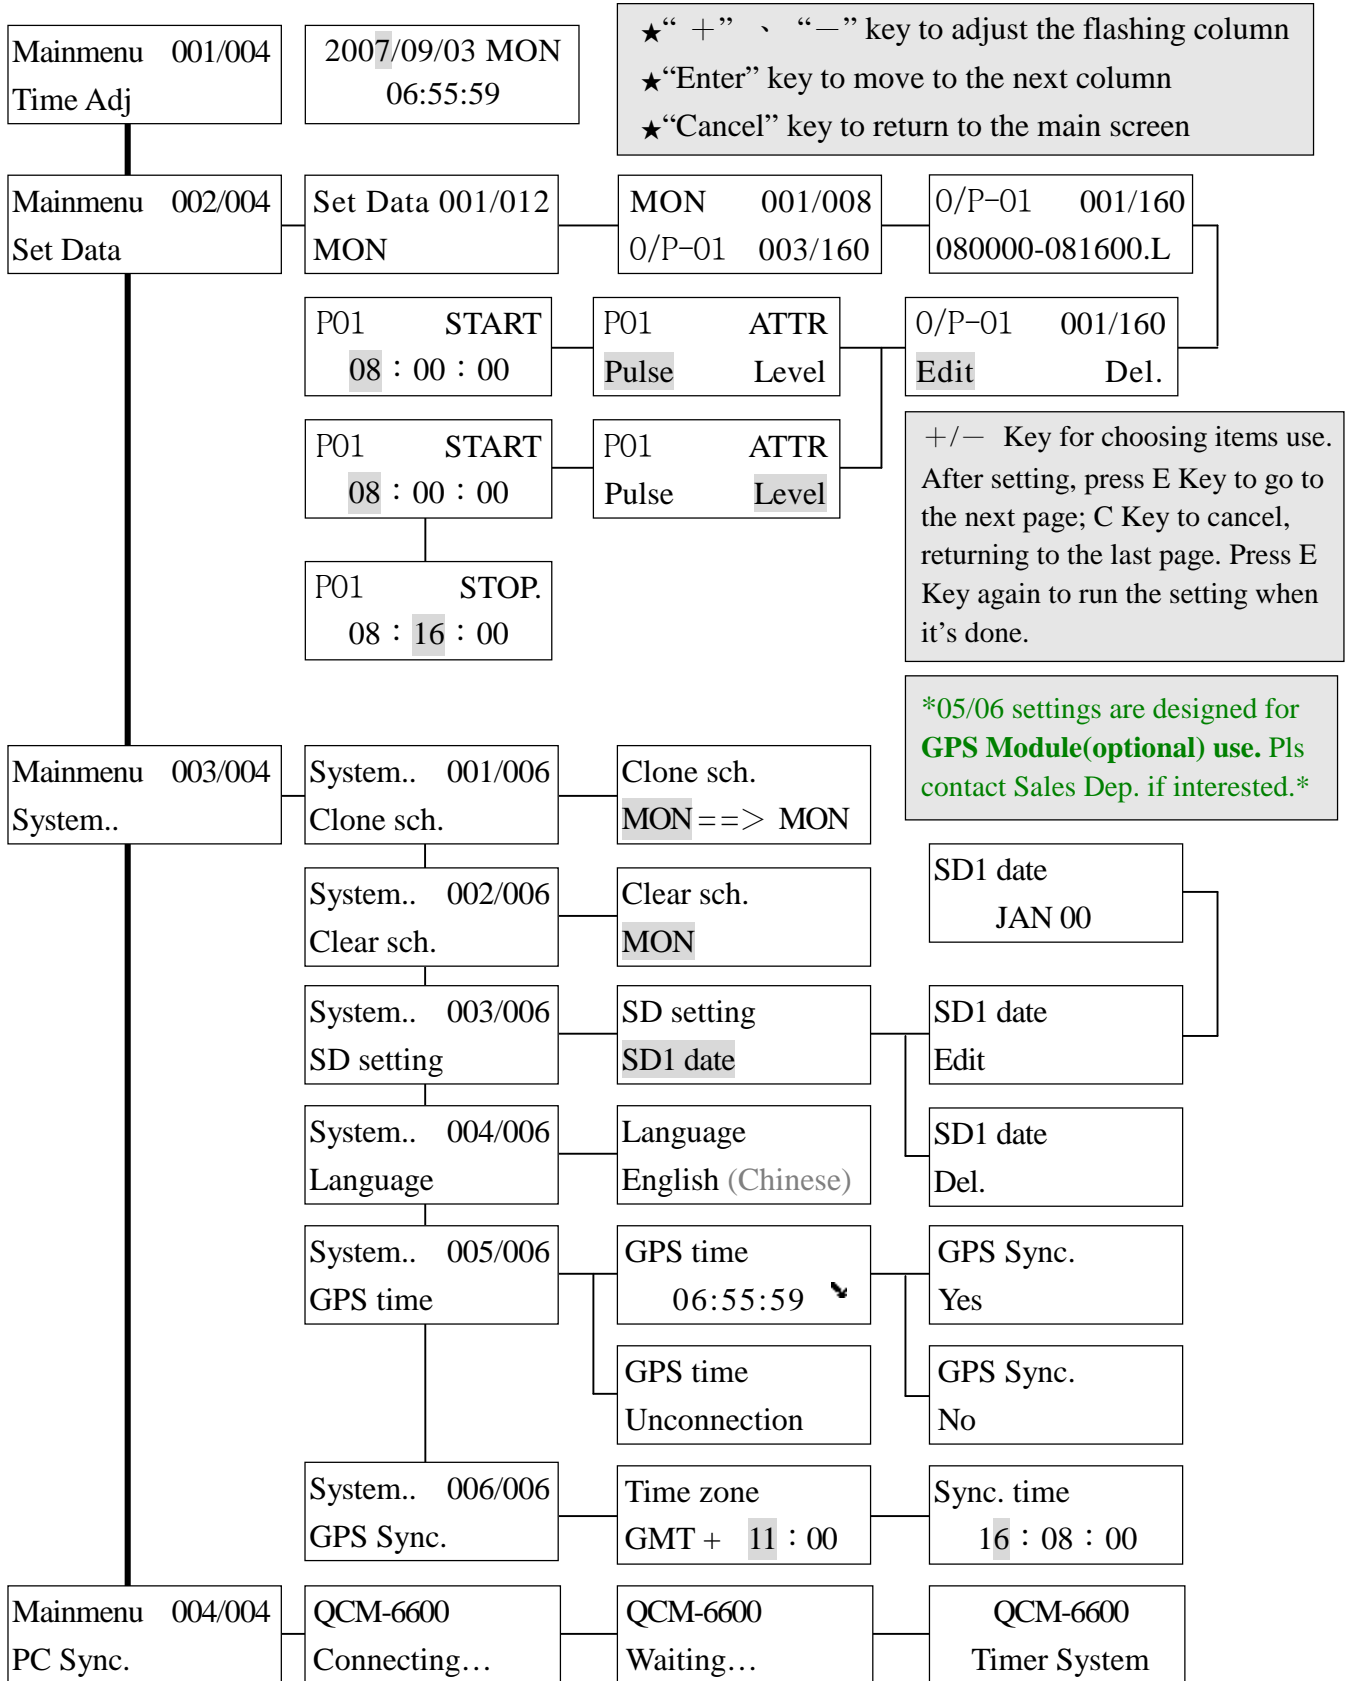 Mainmenu 001/004
Time Adj
2007/09/03 MON
06:55:59
★“ ＋” 、 “－” key to adjust the flashing column
★“Enter” key to move to the next column
★“Cancel” key to return to the main screen
Mainmenu 002/004
Set Data
Set Data 001/012
MON
MON 001/008
O/P-01 003/160
O/P-01 001/160
080000-081600.L
P01 START
08：00：00
P01 ATTR
Pulse Level
O/P-01 001/160
Edit Del.
P01 START
08：00：00
P01 ATTR
Pulse Level
P01 STOP.
08：16：00
＋/－ Key for choosing items use.
After setting, press E Key to go to
the next page; C Key to cancel,
returning to the last page. Press E
Key again to run the setting when
it’s done.
*05/06 settings are designed for
GPS Module(optional) use. Pls
contact Sales Dep. if interested.*
Mainmenu 003/004
System..
System.. 001/006
Clone sch.
Clone sch.
MON==> MON
System.. 002/006
Clear sch.
Clear sch.
MON
SD1 date
JAN 00
System.. 003/006
SD setting
SD setting
SD1 date
SD1 date
Edit
System.. 004/006
Language
Language
English (Chinese)
SD1 date
Del.
System.. 005/006
GPS time
GPS time
06:55:59
GPS Sync.
Yes
GPS time
Unconnection
GPS Sync.
No
System.. 006/006
GPS Sync.
Time zone
GMT + 11：00
Sync. time
16：08：00
Mainmenu 004/004
PC Sync.
QCM-6600
Connecting…
QCM-6600
Waiting…
QCM-6600
Timer System